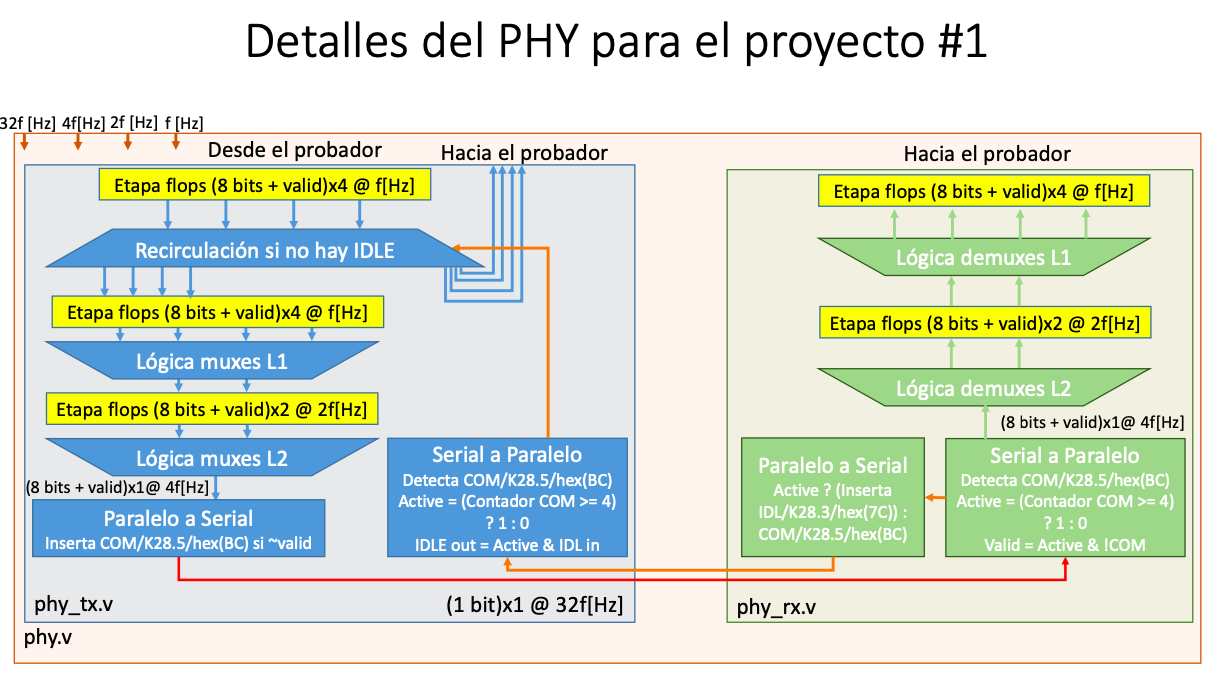 Detalles del PHY para el proyecto #1
32f [Hz] 4f[Hz] 2f [Hz] f [Hz]
Desde el probador
Hacia el probador
Etapa flops (8 bits + valid)x4 @ f[Hz]
Recirculación si no hay IDLE
Etapa flops (8 bits + valid)x4 @ f[Hz]
Lógica muxes L1
Etapa flops (8 bits + valid)x2 @ 2f[Hz]
Lógica muxes L2
(8 bits + valid)x1@ 4f[Hz]
Paralelo a Serial
Inserta COM/K28.5/hex(BC) si ~valid
Serial a Paralelo
Detecta COM/K28.5/hex(BC)
Active = (Contador COM >= 4)
? 1 : 0
IDLE out = Active & IDL in
phy_tx.v
(1 bit)x1 @ 32f[Hz]
phy.v
Hacia el probador
Etapa flops (8 bits + valid)x4 @ f[Hz]
Lógica demuxes L1
Etapa flops (8 bits + valid)x2 @ 2f[Hz]
Lógica demuxes L2
(8 bits + valid)x1@ 4f[Hz]
Paralelo a Serial
Active ? (Inserta
IDL/K28.3/hex(7C)) :
COM/K28.5/hex(BC)
Serial a Paralelo
Detecta COM/K28.5/hex(BC)
Active = (Contador COM >= 4)
? 1 : 0
Valid = Active & !COM
phy_rx.v